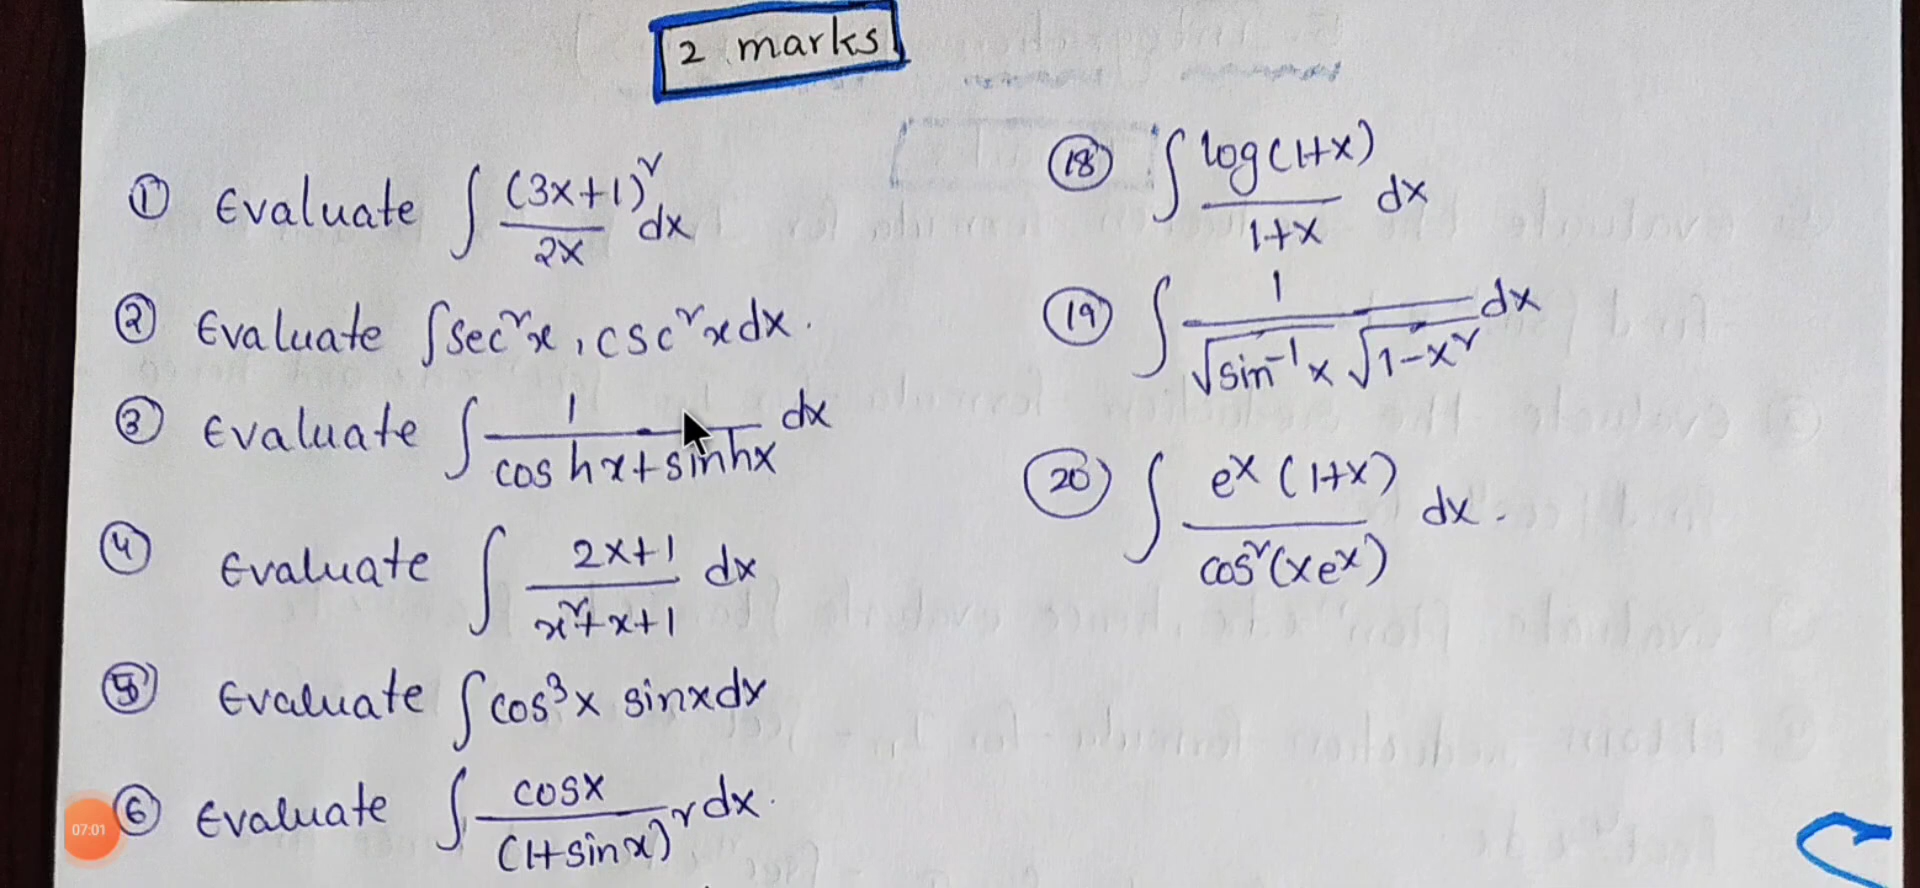 2 marks
① Evaluate ∫ (3x+1)² / 2x dx
② Evaluate ∫sec²x . csc²x dx.
③ Evaluate ∫ 1 / cos hx + sinhx dx
④ Evaluate ∫ 2x+1 / x²+x+1 dx
⑤ Evaluate ∫cos³x sinx dx
⑥ Evaluate ∫ cosx / (1+sinx)² dx.
07:01
⑱ ∫ log(1+x) / 1+x dx
⑲ ∫ 1 / √sin⁻¹x √1-x² dx
⑳ ∫ eˣ (1+x) / cos²(xeˣ) dx.